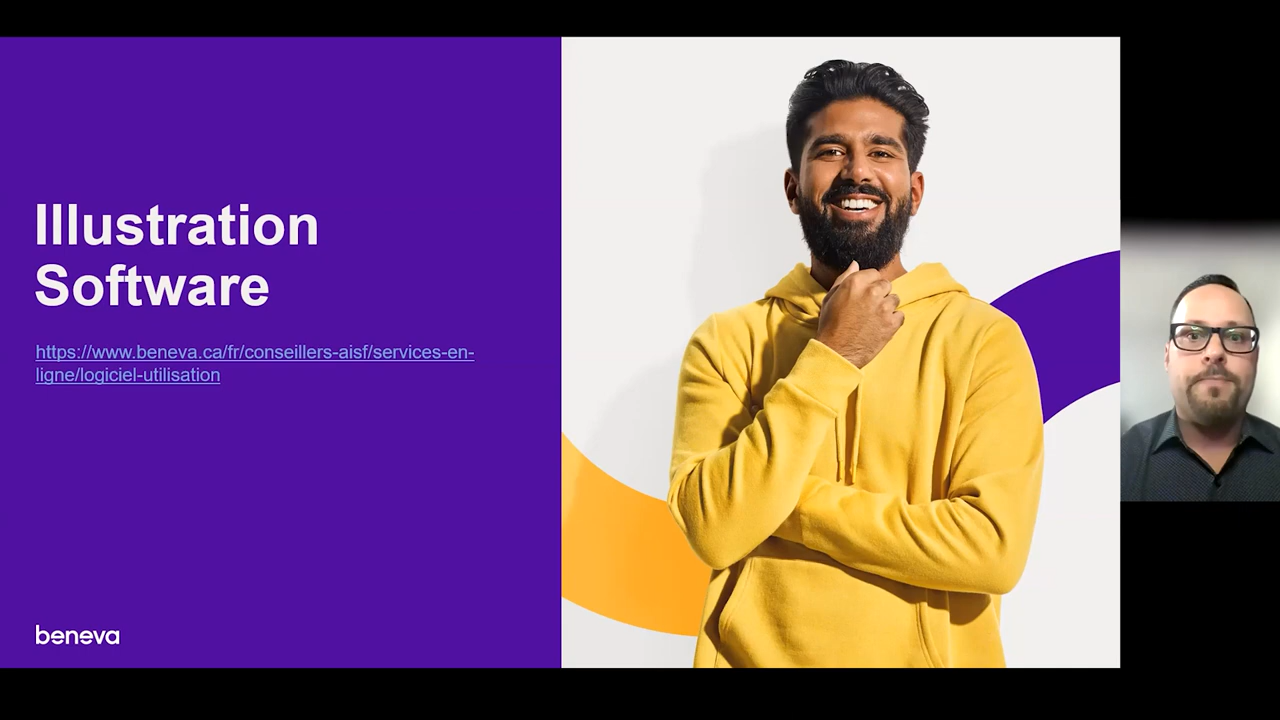 Illustration
Software
https://www.beneva.ca/fr/conseillers-aisf/services-en-
ligne/logiciel-utilisation
beneva